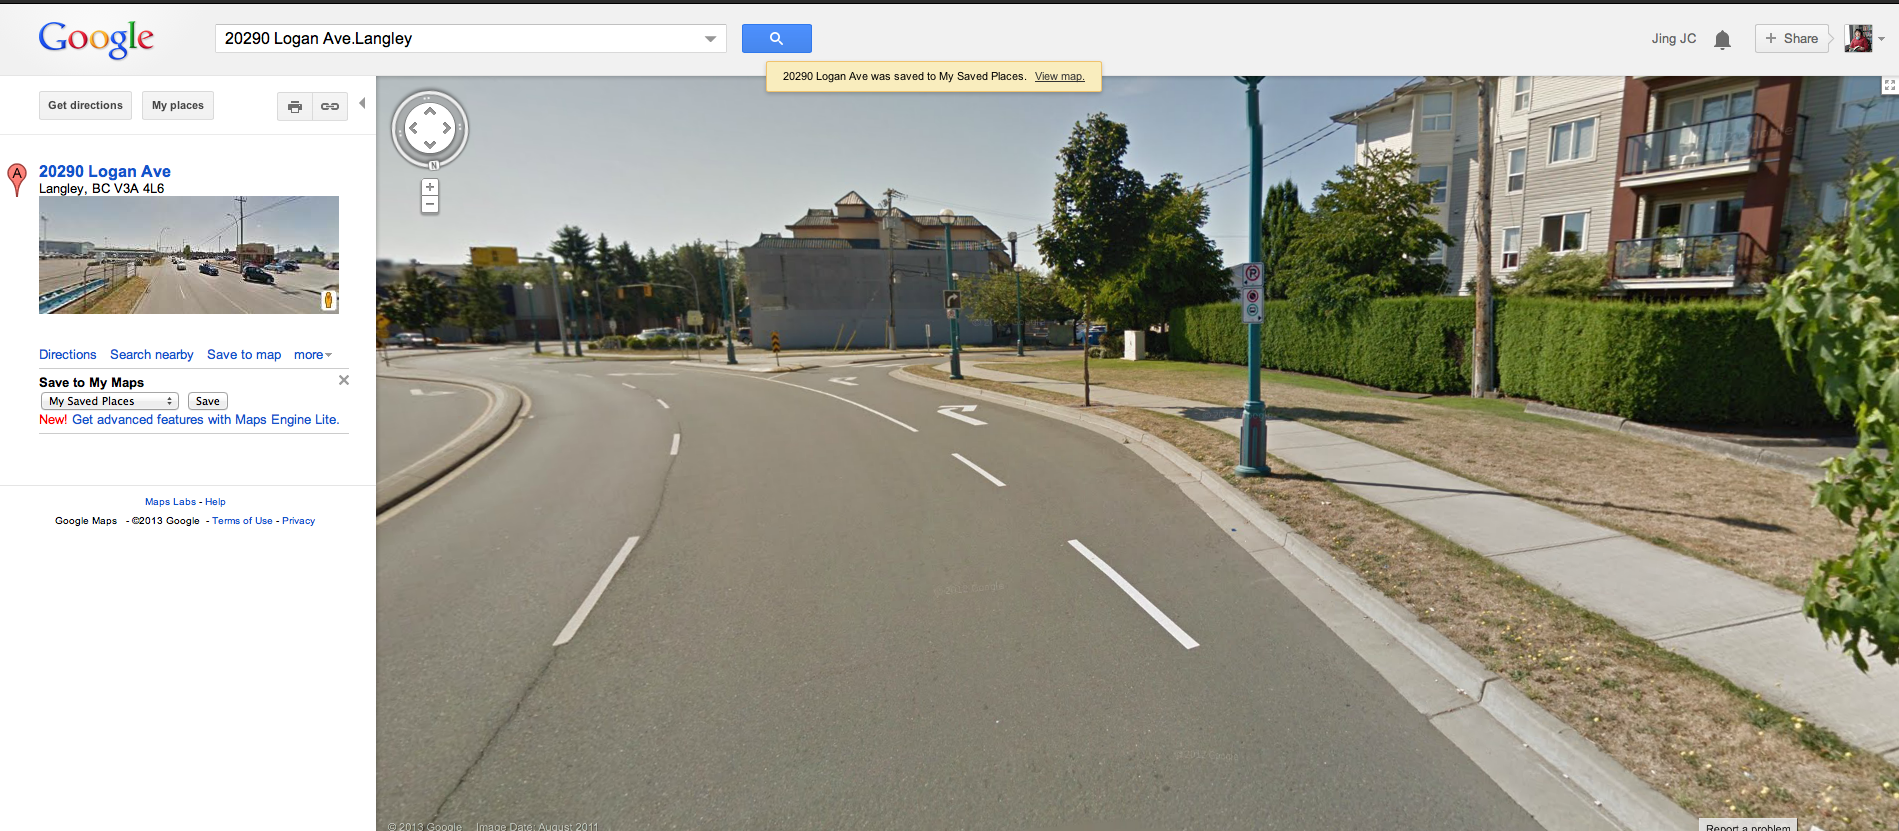 Google
20290 Logan Ave.Langley
Jing JC
+ Share
20290 Logan Ave was saved to My Saved Places. View map.
Get directions
My places
A
20290 Logan Ave
Langley, BC V3A 4L6
Directions Search nearby Save to map more
Save to My Maps
My Saved Places
Save
New! Get advanced features with Maps Engine Lite.
Maps Labs - Help
Google Maps - ©2013 Google - Terms of Use - Privacy
N
P
© 2013 Google Image Date: August 2011
Report a problem